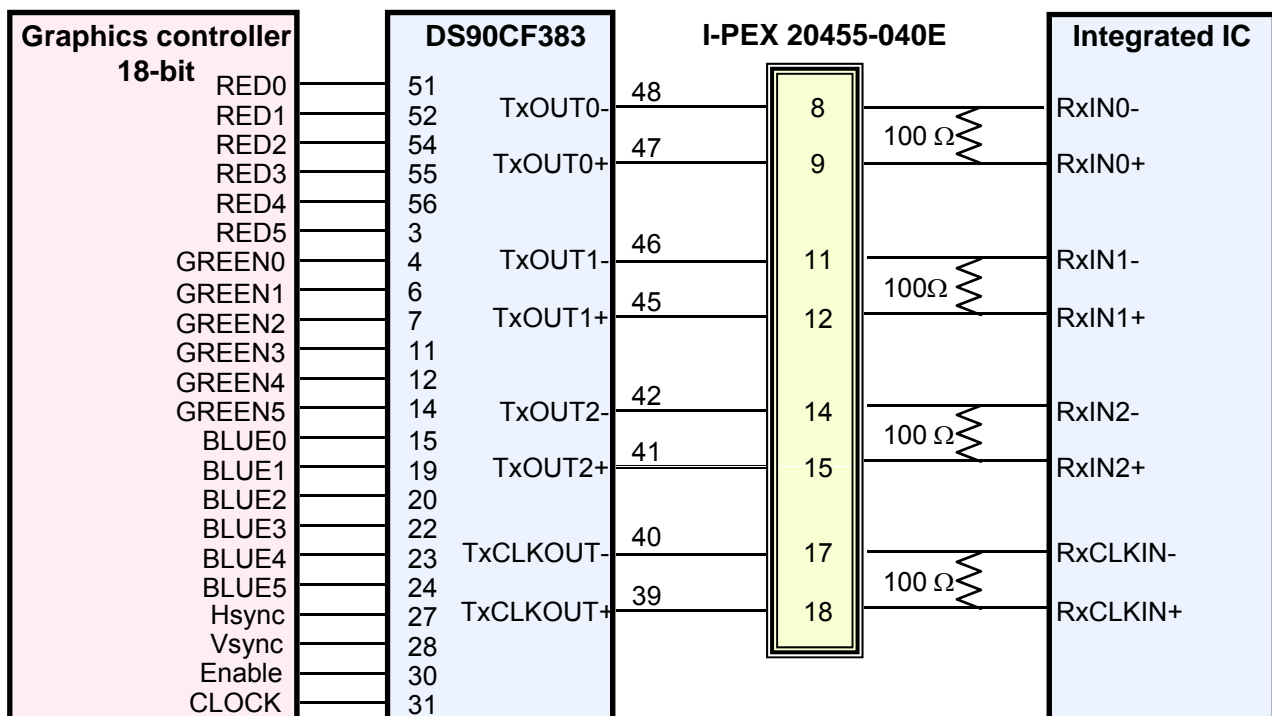 Graphics controller
18-bit
DS90CF383
I-PEX 20455-040E
Integrated IC
RED0
RED1
RED2
RED3
RED4
RED5
GREEN0
GREEN1
GREEN2
GREEN3
GREEN4
GREEN5
BLUE0
BLUE1
BLUE2
BLUE3
BLUE4
BLUE5
Hsync
Vsync
Enable
CLOCK
51
52
54
55
56
3
4
6
7
11
12
14
15
19
20
22
23
24
27
28
30
31
TxOUT0- 48 8 RxIN0-
100 Ω
TxOUT0+ 47 9 RxIN0+
TxOUT1- 46 11 RxIN1-
100Ω
TxOUT1+ 45 12 RxIN1+
TxOUT2- 42 14 RxIN2-
100 Ω
TxOUT2+ 41 15 RxIN2+
TxCLKOUT- 40 17 RxCLKIN-
100 Ω
TxCLKOUT+ 39 18 RxCLKIN+